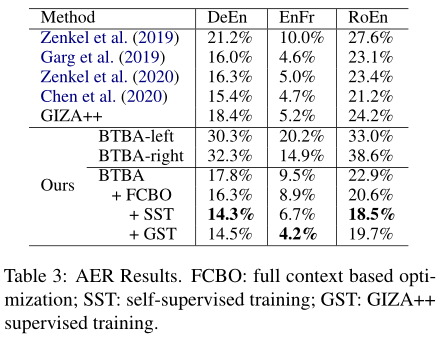 Method DeEn EnFr RoEn
Zenkel et al. (2019) 21.2% 10.0% 27.6%
Garg et al. (2019) 16.0% 4.6% 23.1%
Zenkel et al. (2020) 16.3% 5.0% 23.4%
Chen et al. (2020) 15.4% 4.7% 21.2%
GIZA++ 18.4% 5.2% 24.2%
BTBA-left 30.3% 20.2% 33.0%
BTBA-right 32.3% 14.9% 38.6%
Ours BTBA 17.8% 9.5% 22.9%
+ FCBO 16.3% 8.9% 20.6%
+ SST 14.3% 6.7% 18.5%
+ GST 14.5% 4.2% 19.7%
Table 3: AER Results. FCBO: full context based opti-
mization; SST: self-supervised training; GST: GIZA++
supervised training.